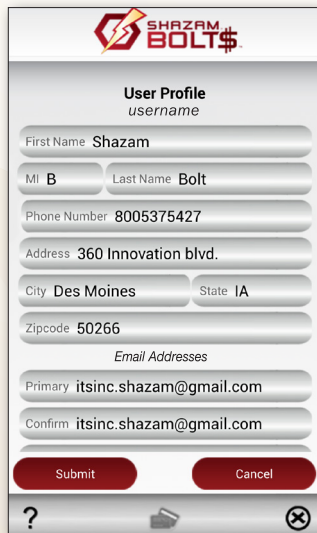 SHAZAM
BOLT$™
User Profile
username
First Name Shazam
MI B Last Name Bolt
Phone Number 8005375427
Address 360 Innovation blvd.
City Des Moines State IA
Zipcode 50266
Email Addresses
Primary itsinc.shazam@gmail.com
Confirm itsinc.shazam@gmail.com
Submit Cancel
?